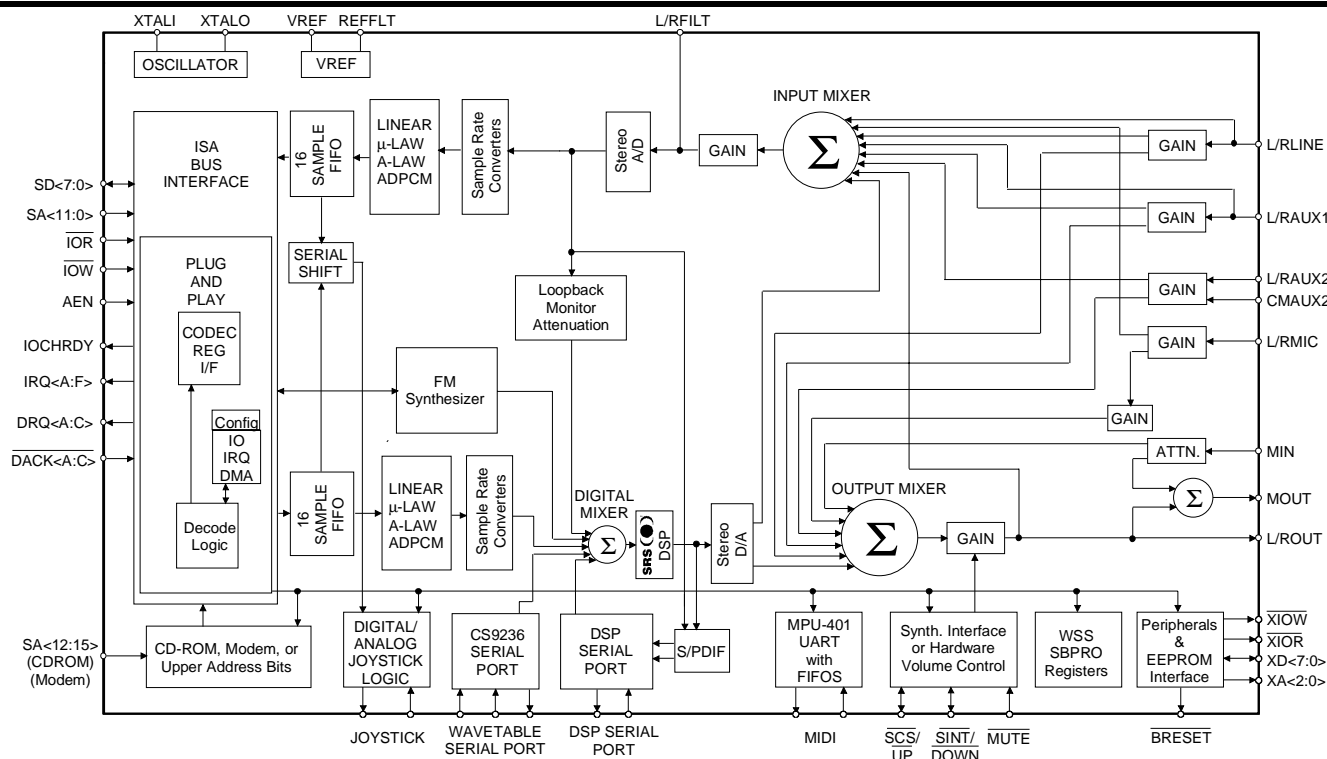 XTALI XTALO VREF REFFLT L/RFILT
OSCILLATOR
VREF
INPUT MIXER
ISA
BUS
INTERFACE
16
SAMPLE
FIFO
LINEAR
μ-LAW
A-LAW
ADPCM
Sample Rate
Converters
Stereo
A/D
GAIN
Σ
GAIN
L/RLINE
SD<7:0>
SA<11:0>
IOR
IOW
AEN
IOCHRDY
IRQ<A:F>
DRQ<A:C>
DACK<A:C>
PLUG
AND
PLAY
CODEC
REG
I/F
Config
IO
IRQ
DMA
Decode
Logic
SERIAL
SHIFT
Loopback
Monitor
Attenuation
FM
Synthesizer
GAIN
L/RAUX1
GAIN
L/RAUX2
CMAUX2
GAIN
L/RMIC
GAIN
ATTN.
MIN
Σ
MOUT
L/ROUT
16
SAMPLE
FIFO
LINEAR
μ-LAW
A-LAW
ADPCM
Sample Rate
Converters
DIGITAL
MIXER
Σ
SRS
DSP
Stereo
D/A
OUTPUT MIXER
Σ
GAIN
SA<12:15>
(CDROM)
(Modem)
CD-ROM, Modem, or
Upper Address Bits
DIGITAL/
ANALOG
JOYSTICK
LOGIC
CS9236
SERIAL
PORT
DSP
SERIAL
PORT
S/PDIF
MPU-401
UART
with
FIFOS
Synth. Interface
or Hardware
Volume Control
WSS
SBPRO
Registers
Peripherals
&
EEPROM
Interface
XIOW
XIOR
XD<7:0>
XA<2:0>
JOYSTICK
WAVETABLE
SERIAL PORT
DSP SERIAL
PORT
MIDI
SCS/
UP
SINT/
DOWN
MUTE
BRESET